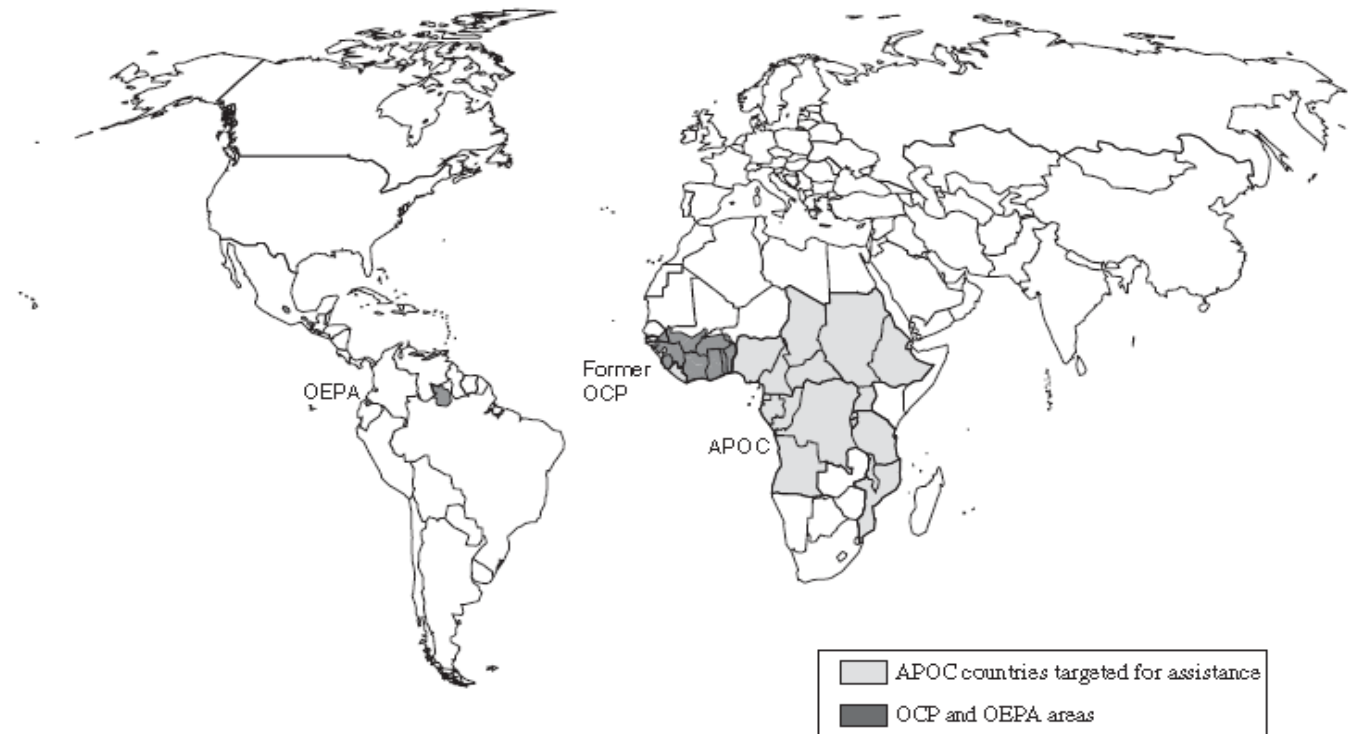 OEPA
Former
OCP
APOC
APOC countries targeted for assistance
OCP and OEPA areas